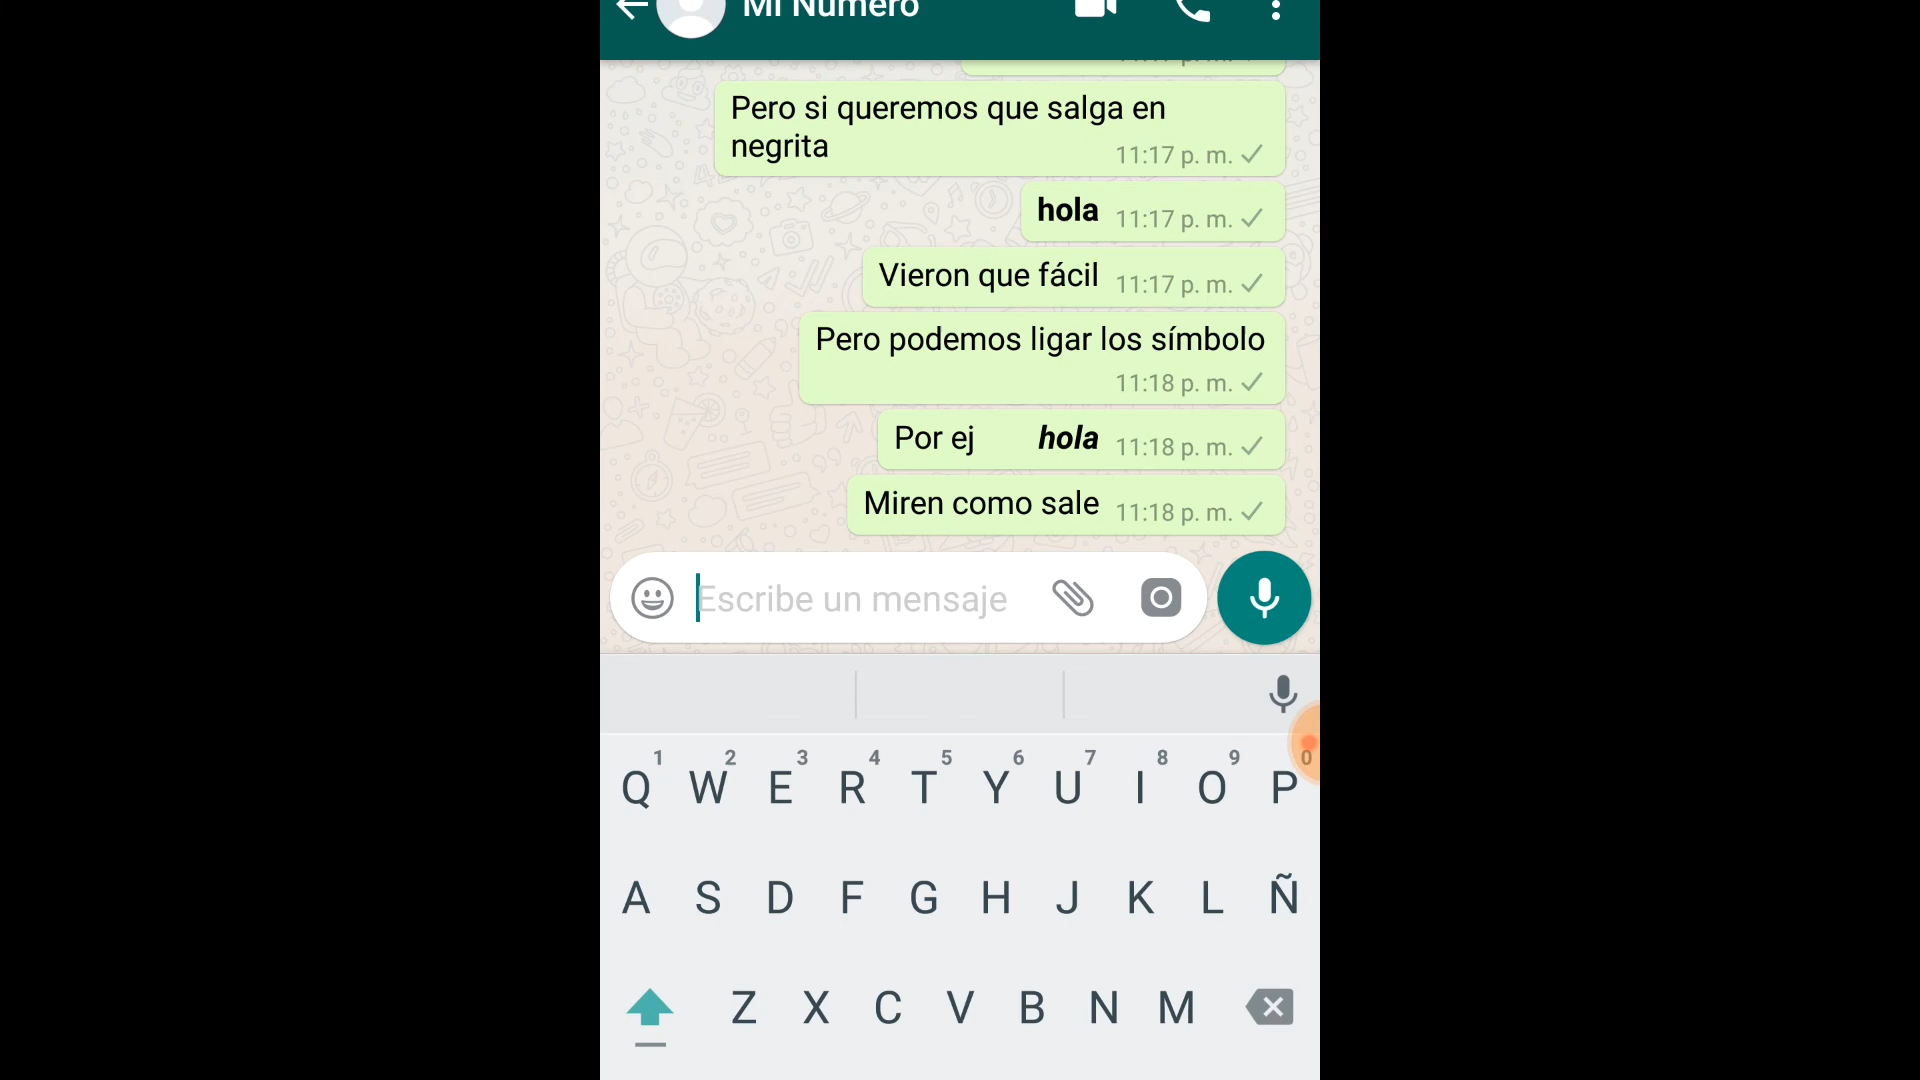 Mi Numero
Pero si queremos que salga en
negrita
11:17 p. m.
hola 11:17 p. m.
Vieron que fácil 11:17 p. m.
Pero podemos ligar los símbolo
11:18 p. m.
Por ej hola 11:18 p. m.
Miren como sale 11:18 p. m.
Escribe un mensaje
1 2 3 4 5 6 7 8 9 0
Q W E R T Y U I O P
A S D F G H J K L Ñ
Z X C V B N M